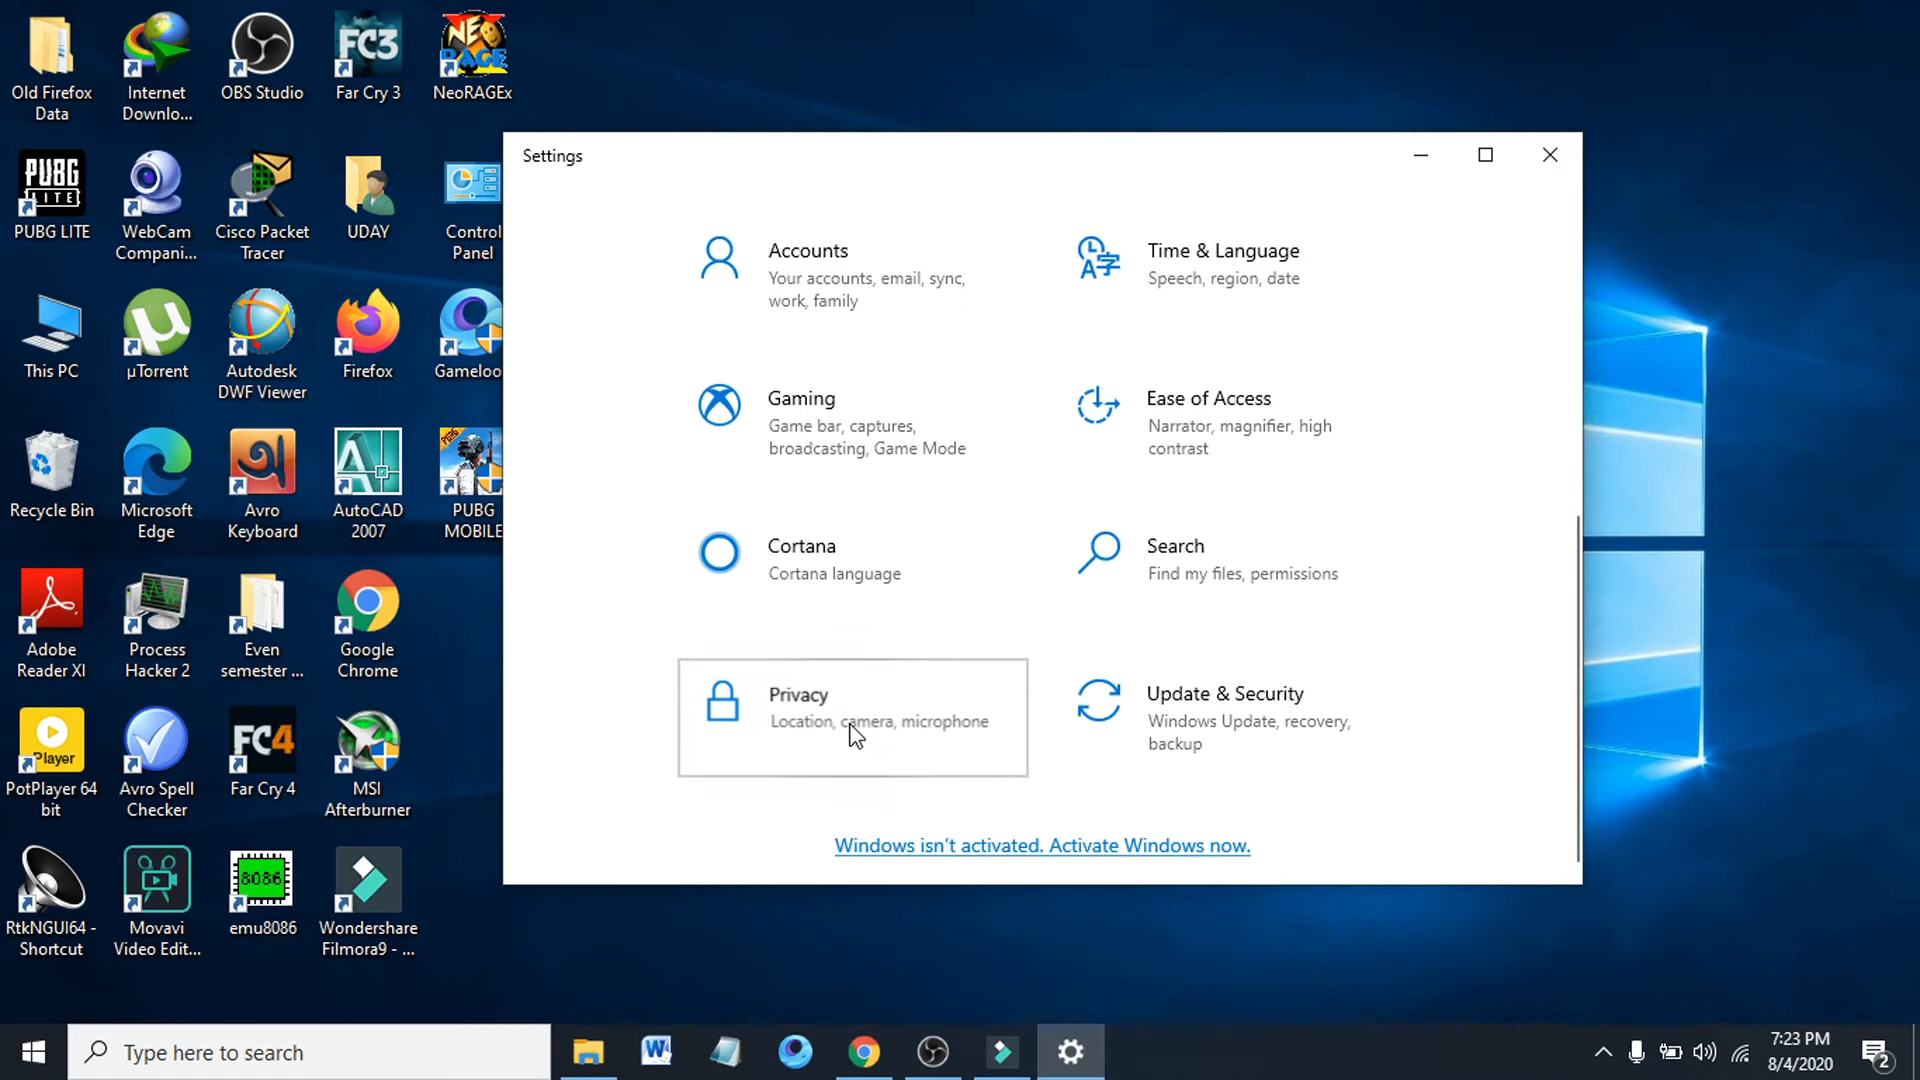 Old Firefox
Data
Internet
Downlo...
OBS Studio
FC3
Far Cry 3
NEO
RAGE
NeoRAGEx
PUBG
LITE
PUBG LITE
WebCam
Compani...
Cisco Packet
Tracer
UDAY
Control
Panel
This PC
µTorrent
Autodesk
DWF Viewer
Firefox
Gameloo
Recycle Bin
Microsoft
Edge
অ
Avro
Keyboard
AutoCAD
2007
PUBG
PUBG
MOBILE
Adobe
Reader XI
Process
Hacker 2
Even
semester ...
Google
Chrome
Player
PotPlayer 64
bit
Avro Spell
Checker
FC4
Far Cry 4
MSI
Afterburner
RtkNGUI64 -
Shortcut
Movavi
Video Edit...
8086
emu8086
Wondershare
Filmora9 - ...
Settings
Accounts
Your accounts, email, sync,
work, family
A字
Time & Language
Speech, region, date
Gaming
Game bar, captures,
broadcasting, Game Mode
Ease of Access
Narrator, magnifier, high
contrast
Cortana
Cortana language
Search
Find my files, permissions
Privacy
Location, camera, microphone
Update & Security
Windows Update, recovery,
backup
Windows isn't activated. Activate Windows now.
Type here to search
W
7:23 PM
8/4/2020
2